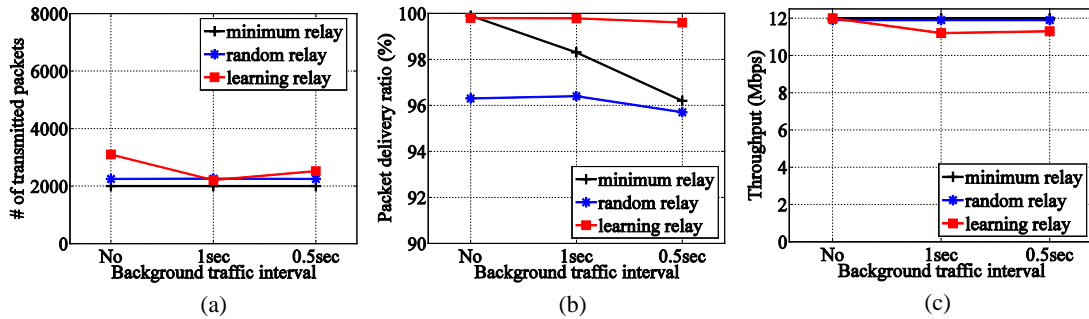 # of transmitted packets
8000
6000
4000
2000
0
minimum relay
random relay
learning relay
No
1sec
0.5sec
Background traffic interval
(a)
Packet delivery ratio (%)
100
98
96
94
92
90
minimum relay
random relay
learning relay
No
1sec
0.5sec
Background traffic interval
(b)
Throughput (Mbps)
12
10
8
6
4
2
0
minimum relay
random relay
learning relay
No
1sec
0.5sec
Background traffic interval
(c)